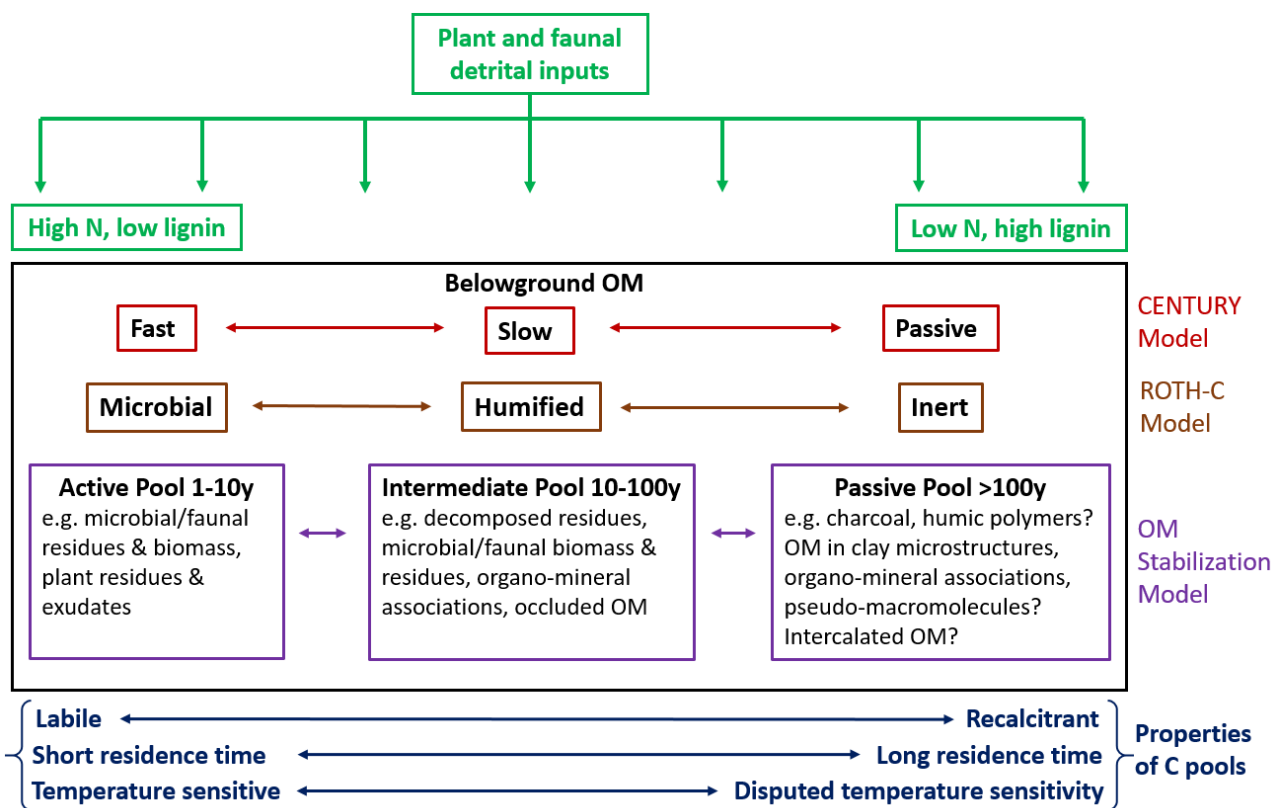 Plant and faunal
detrital inputs
High N, low lignin
Low N, high lignin
Belowground OM
Fast
Slow
Passive
CENTURY
Model
Microbial
Humified
Inert
ROTH-C
Model
Active Pool 1-10y
e.g. microbial/faunal
residues & biomass,
plant residues &
exudates
Intermediate Pool 10-100y
e.g. decomposed residues,
microbial/faunal biomass &
residues, organo-mineral
associations, occluded OM
Passive Pool >100y
e.g. charcoal, humic polymers?
OM in clay microstructures,
organo-mineral associations,
pseudo-macromolecules?
Intercalated OM?
OM
Stabilization
Model
Labile
Recalcitrant
Short residence time
Long residence time
Temperature sensitive
Disputed temperature sensitivity
Properties
of C pools